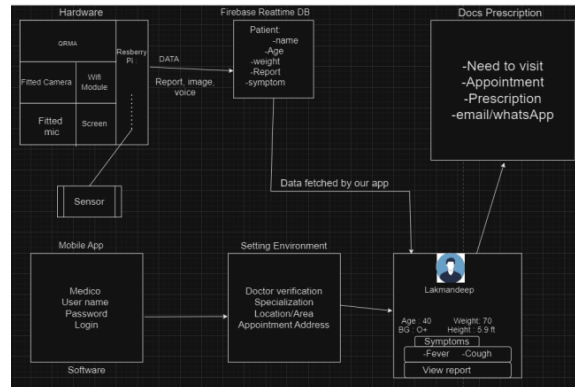 Hardware
QRMA
Resberry
Pi
Fitted Camera
Wifi
Module
Fitted
mic
Screen
Sensor
DATA
Report, image,
voice
Firebase Realttime DB
Patient:
-name
-Age
-weight
-Report
-symptom
Docs Prescription
-Need to visit
-Appointment
-Prescription
-email/whatsApp
Data fetched by our app
Mobile App
Medico
User name
Password
Login
Software
Setting Environment
Doctor verification
Specialization
Location/Area
Appointment Address
Lakmandeep
Age : 40 Weight: 70
BG : O+ Height : 5.9 ft
Symptoms
-Fever -Cough
View report